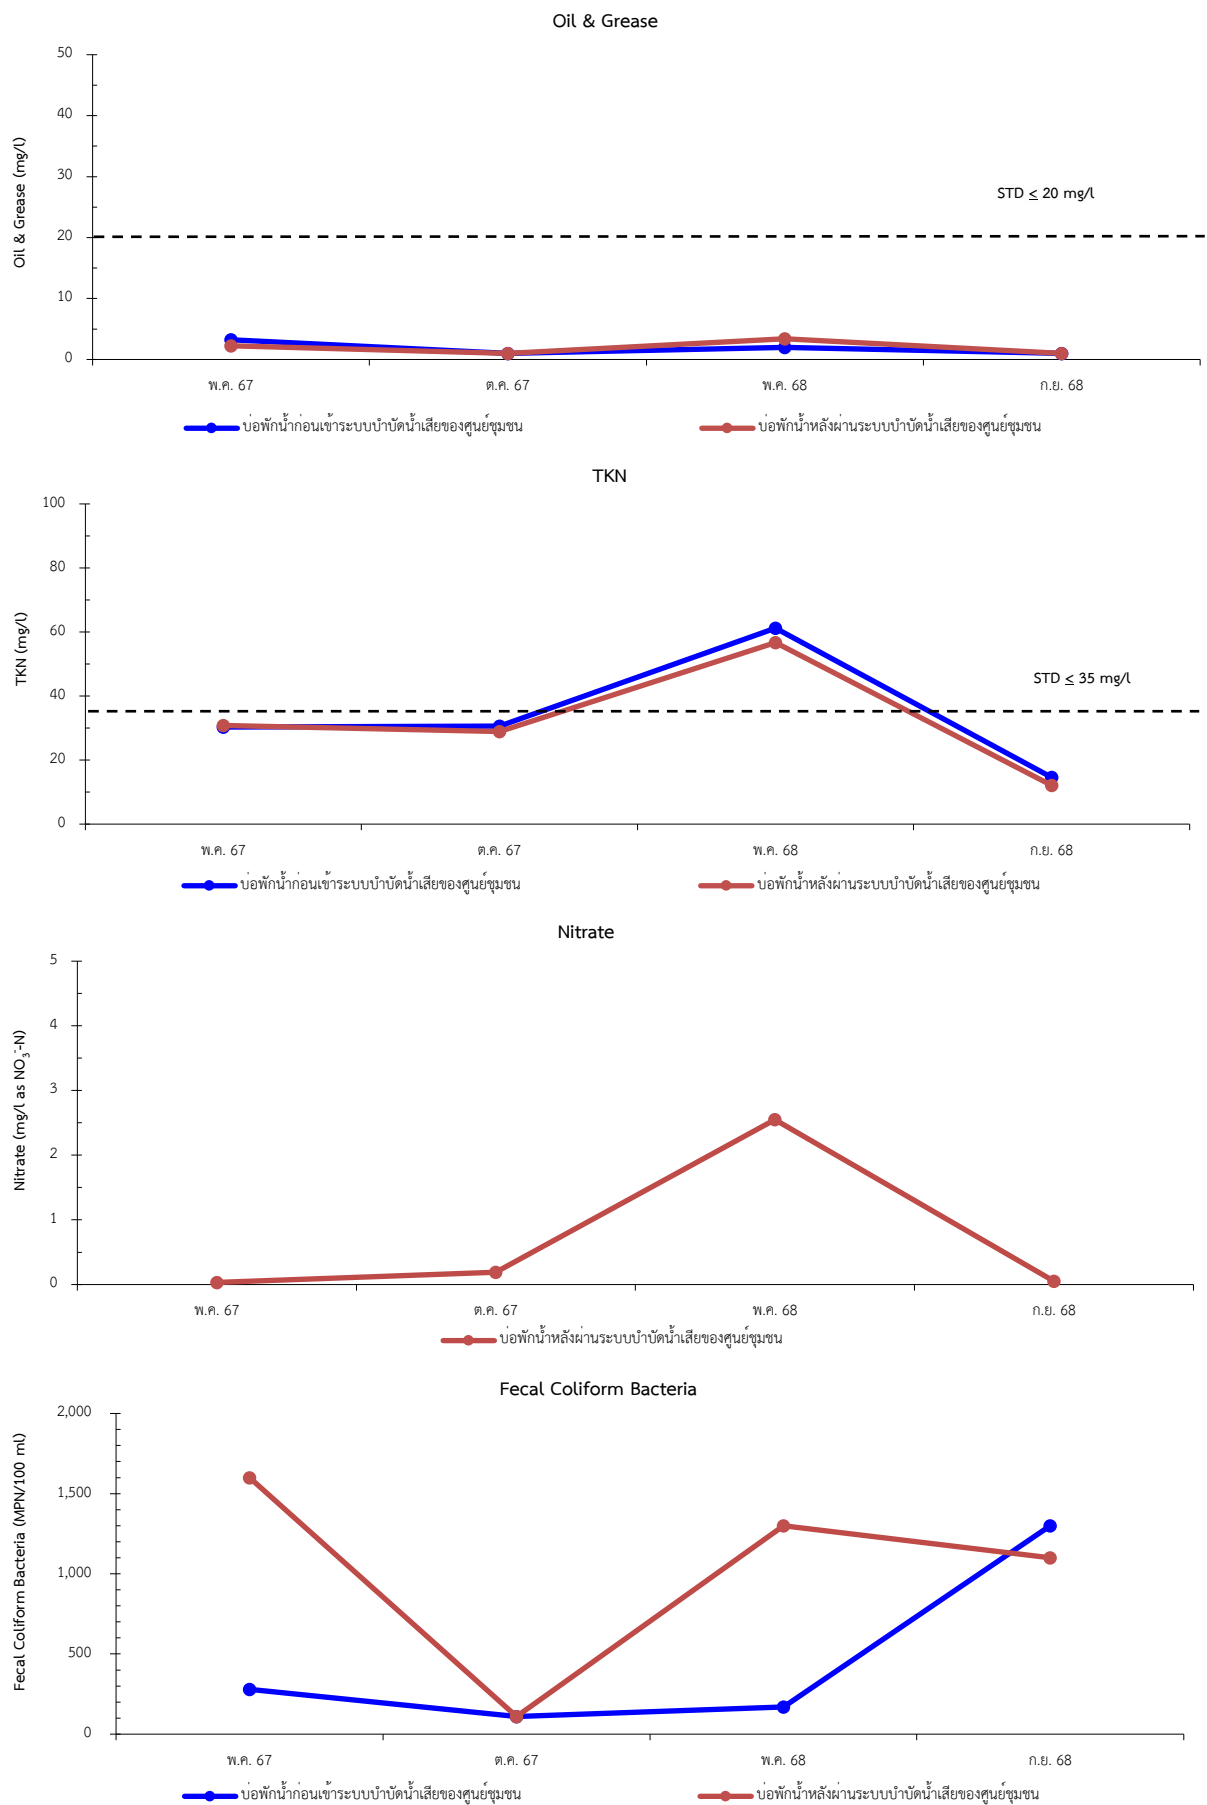 Oil & Grease
50
40
30
20
10
0
Oil & Grease (mg/l)
STD ≤ 20 mg/l
พ.ค. 67 ต.ค. 67 พ.ค. 68 ก.ย. 68
บ่อพักน้ำก่อนเข้าระบบบำบัดน้ำเสียของศูนย์ชุมชน บ่อพักน้ำหลังผ่านระบบบำบัดน้ำเสียของศูนย์ชุมชน
TKN
100
80
60
40
20
0
TKN (mg/l)
STD ≤ 35 mg/l
พ.ค. 67 ต.ค. 67 พ.ค. 68 ก.ย. 68
บ่อพักน้ำก่อนเข้าระบบบำบัดน้ำเสียของศูนย์ชุมชน บ่อพักน้ำหลังผ่านระบบบำบัดน้ำเสียของศูนย์ชุมชน
Nitrate
5
4
3
2
1
0
Nitrate (mg/l as NO₃⁻-N)
พ.ค. 67 ต.ค. 67 พ.ค. 68 ก.ย. 68
บ่อพักน้ำหลังผ่านระบบบำบัดน้ำเสียของศูนย์ชุมชน
Fecal Coliform Bacteria
2,000
1,500
1,000
500
0
Fecal Coliform Bacteria (MPN/100 ml)
พ.ค. 67 ต.ค. 67 พ.ค. 68 ก.ย. 68
บ่อพักน้ำก่อนเข้าระบบบำบัดน้ำเสียของศูนย์ชุมชน บ่อพักน้ำหลังผ่านระบบบำบัดน้ำเสียของศูนย์ชุมชน